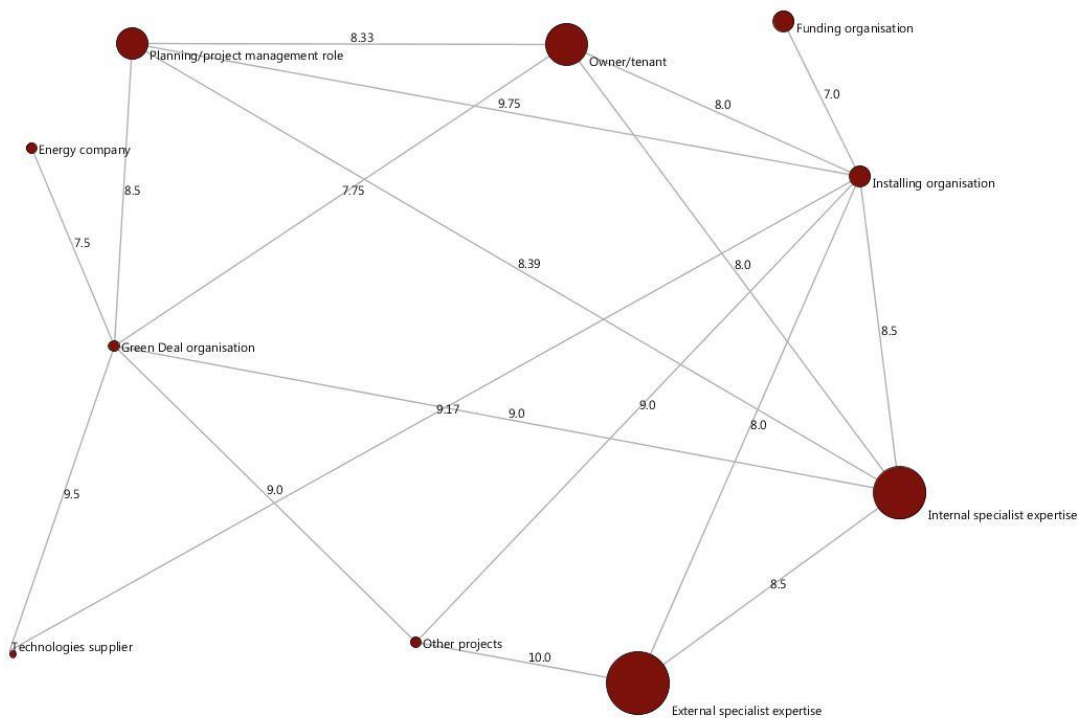 Funding organisation
8.33
Planning/project management role
Owner/tenant
7.0
9.75
8.0
Energy company
Installing organisation
8.5
7.75
7.5
8.39
8.0
8.5
Green Deal organisation
9.17
9.0
9.0
8.0
9.5
9.0
Internal specialist expertise
8.5
Technologies supplier
Other projects
10.0
External specialist expertise